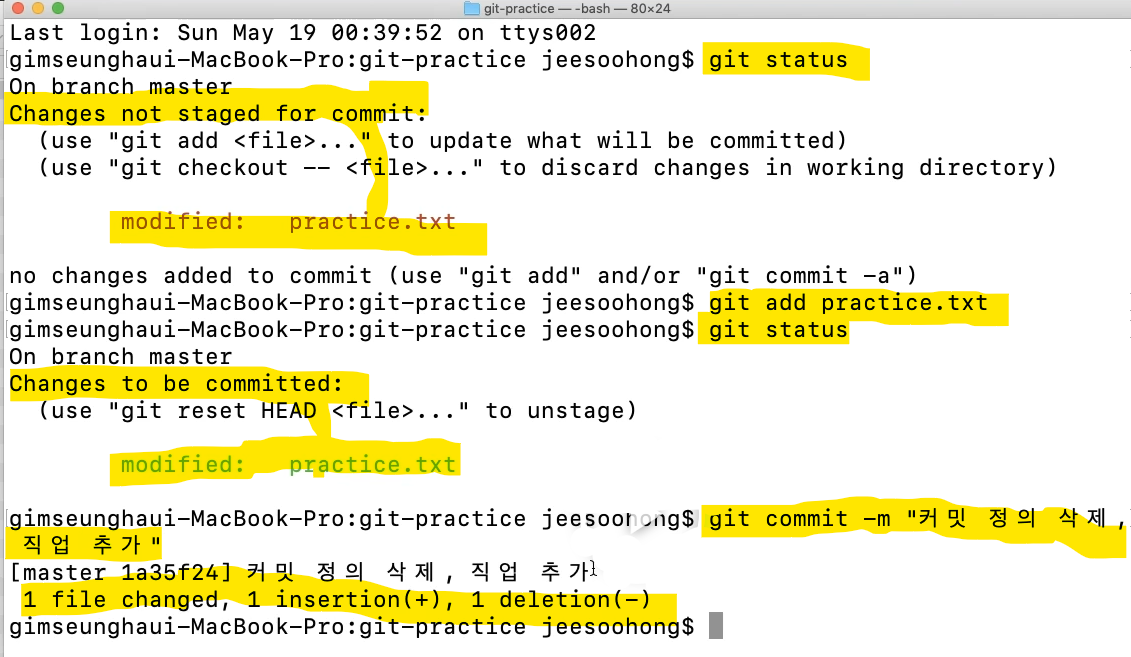 git-practice — -bash — 80×24
Last login: Sun May 19 00:39:52 on ttys002
gimseunghaui-MacBook-Pro:git-practice jeesoohong$ git status
On branch master
Changes not staged for commit:
(use "git add <file>..." to update what will be committed)
(use "git checkout -- <file>..." to discard changes in working directory)
modified:   practice.txt
no changes added to commit (use "git add" and/or "git commit -a")
gimseunghaui-MacBook-Pro:git-practice jeesoohong$ git add practice.txt
gimseunghaui-MacBook-Pro:git-practice jeesoohong$ git status
On branch master
Changes to be committed:
(use "git reset HEAD <file>..." to unstage)
modified:   practice.txt
gimseunghaui-MacBook-Pro:git-practice jeesoohong$ git commit -m "커밋 정의 삭제,
직업 추가"
[master 1a35f24] 커밋 정의 삭제, 직업 추가
1 file changed, 1 insertion(+), 1 deletion(-)
gimseunghaui-MacBook-Pro:git-practice jeesoohong$